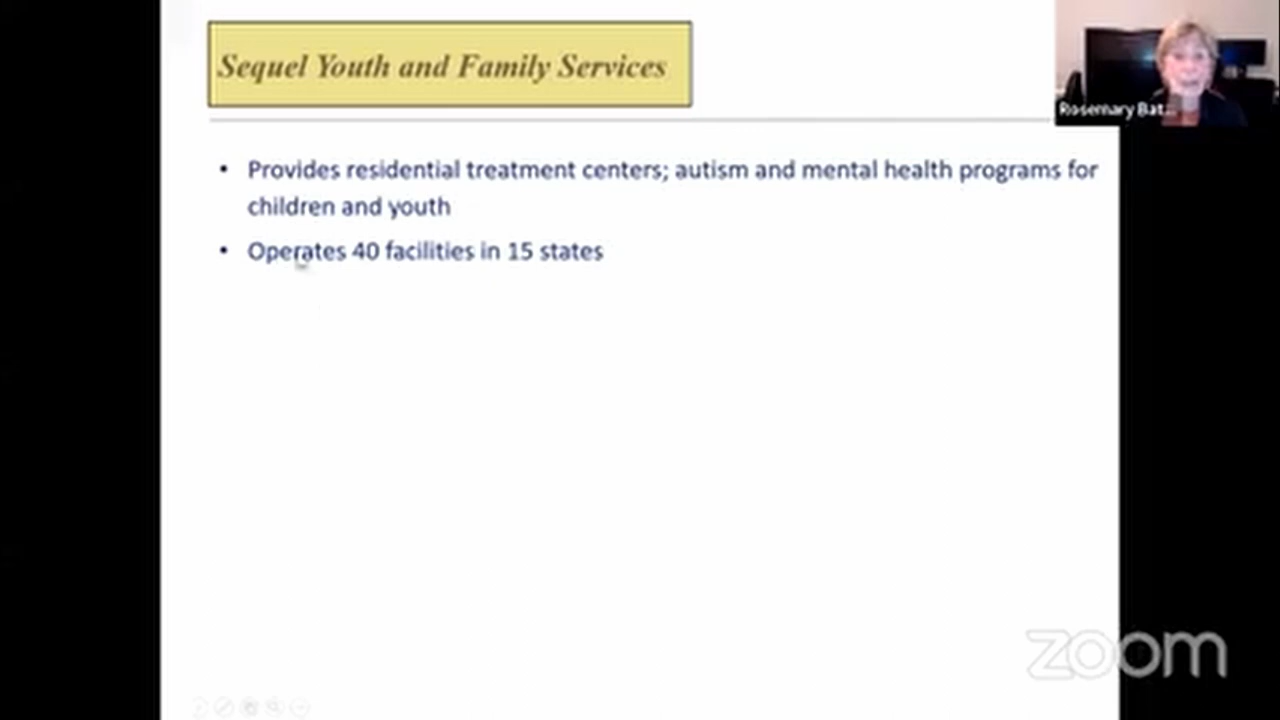 Sequel Youth and Family Services
Rosemary Bat...
• Provides residential treatment centers; autism and mental health programs for
children and youth
• Operates 40 facilities in 15 states
zoom